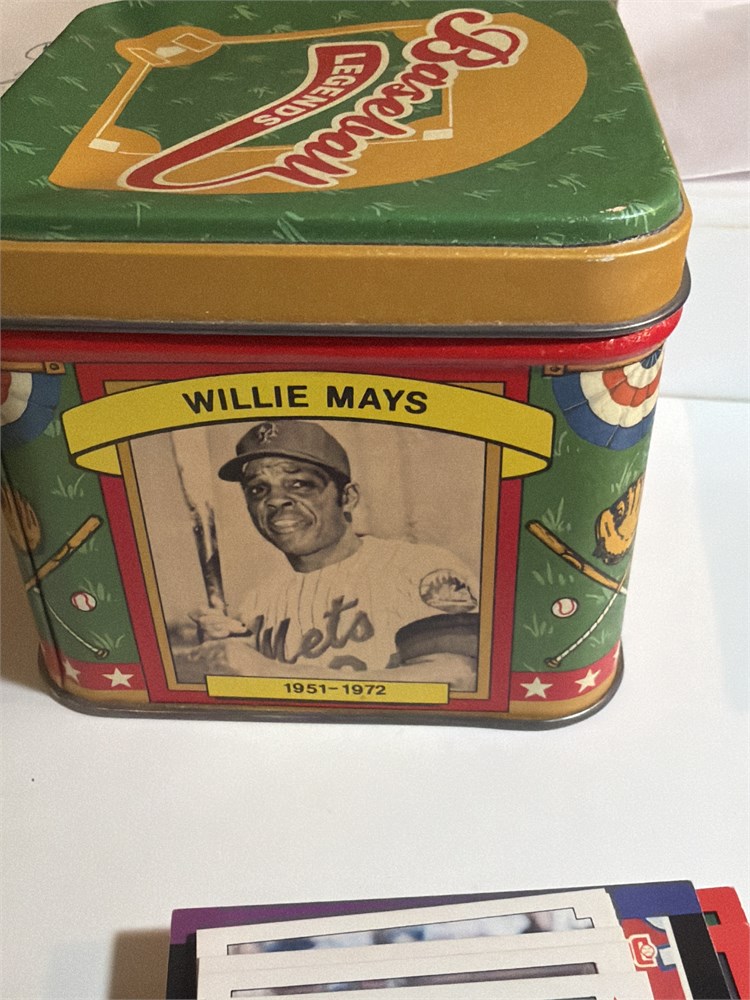 Baseball
LEGENDS
WILLIE MAYS
Mets
1951-1972